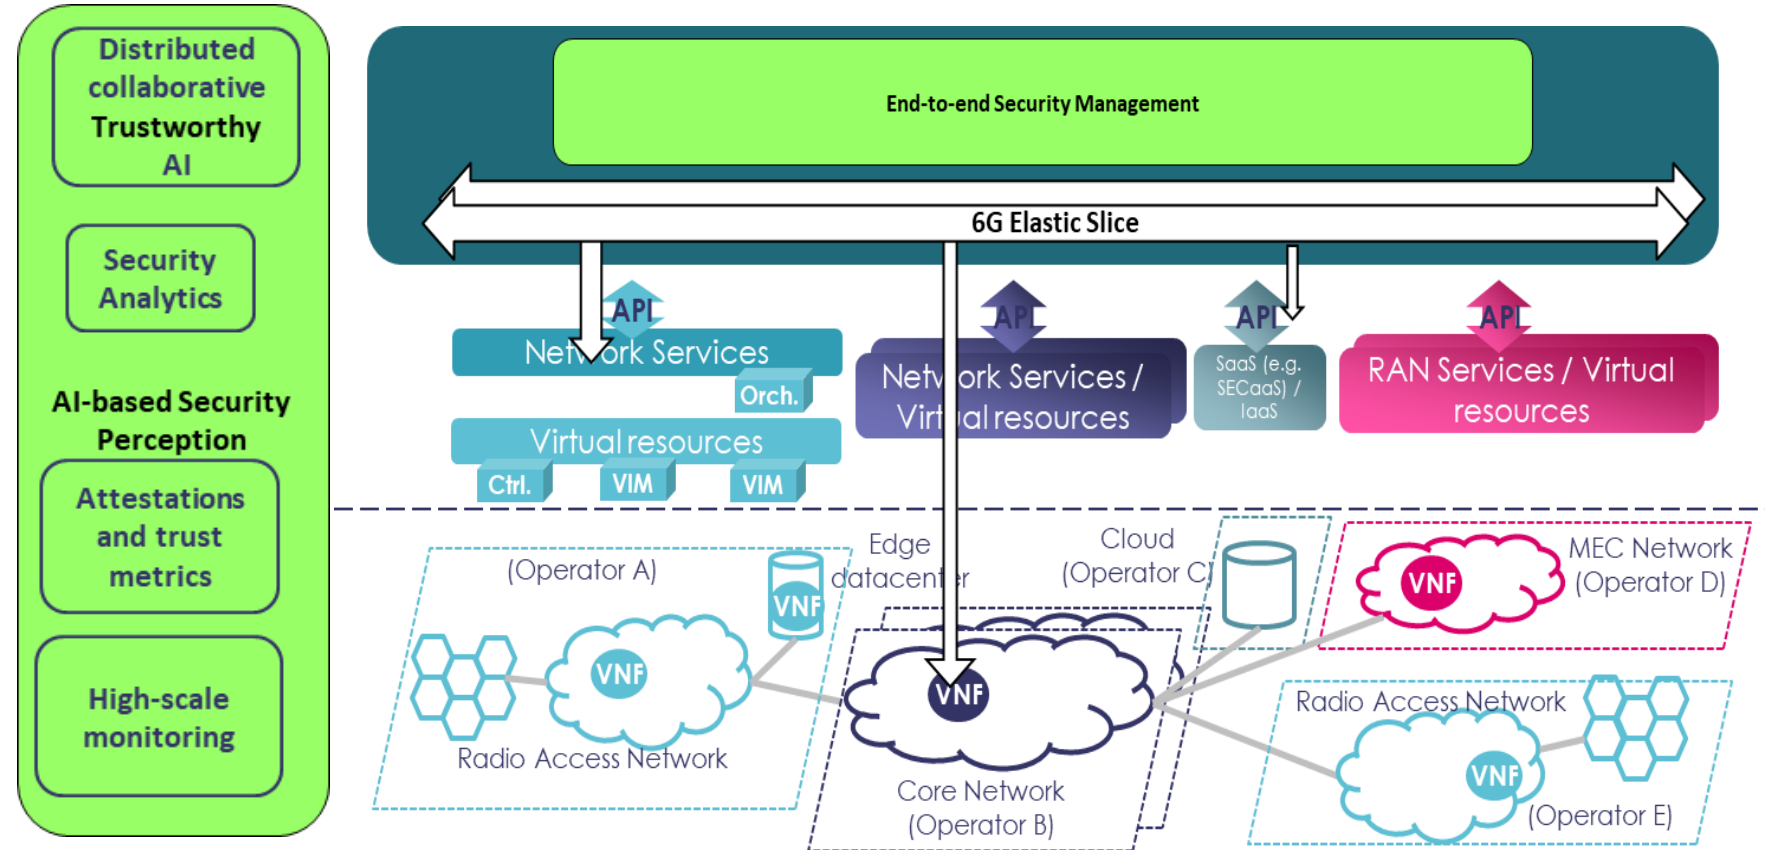 Distributed
collaborative
Trustworthy
AI
Security
Analytics
AI-based Security
Perception
Attestations
and trust
metrics
High-scale
monitoring
End-to-end Security Management
6G Elastic Slice
API
API
API
API
Network Services
Orch.
Virtual resources
Ctrl.
VIM
VIM
Network Services /
Virtual resources
SaaS (e.g.
SECaaS) /
IaaS
RAN Services / Virtual
resources
(Operator A)
VNF
Edge
datacenter
VNF
Radio Access Network
Cloud
(Operator C)
VNF
MEC Network
(Operator D)
VNF
Core Network
(Operator B)
Radio Access Network
VNF
(Operator E)